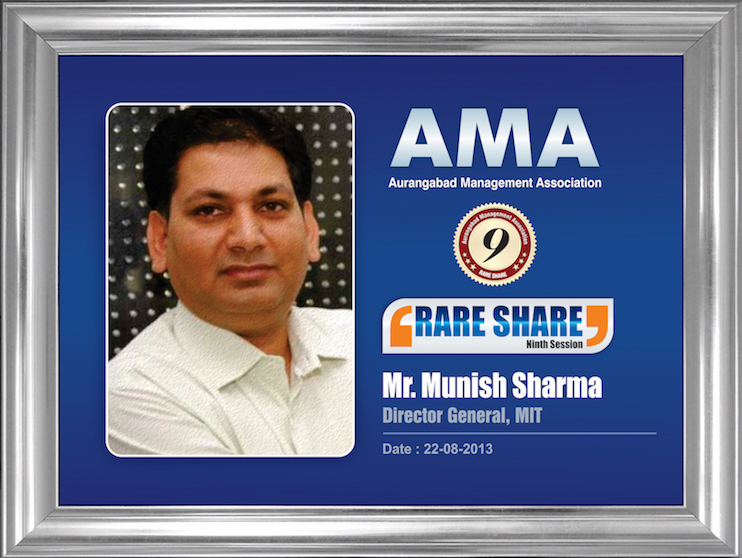 AMA
Aurangabad Management Association
Aurangabad Management Association
9
RARE SHARE
RARE SHARE
Ninth Session
Mr. Munish Sharma
Director General, MIT
Date : 22-08-2013